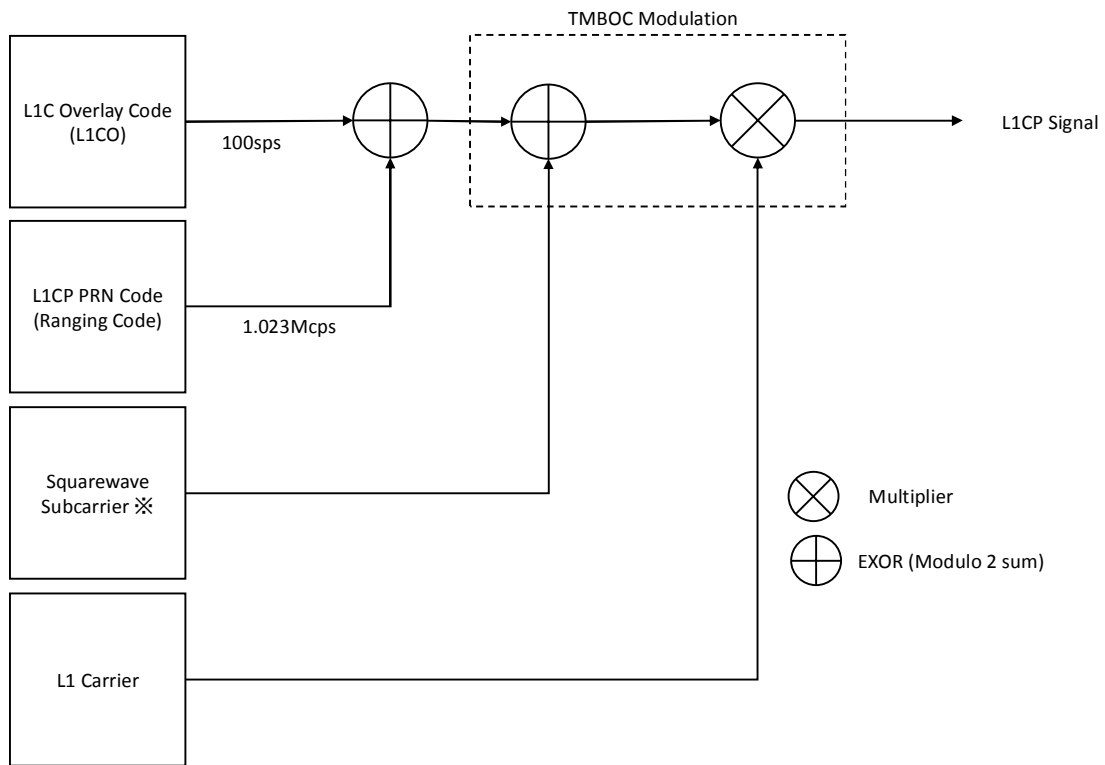 TMBOC Modulation
L1C Overlay Code
(L1CO)
100sps
L1CP Signal
L1CP PRN Code
(Ranging Code)
1.023Mcps
Squarewave
Subcarrier ※
Multiplier
EXOR (Modulo 2 sum)
L1 Carrier